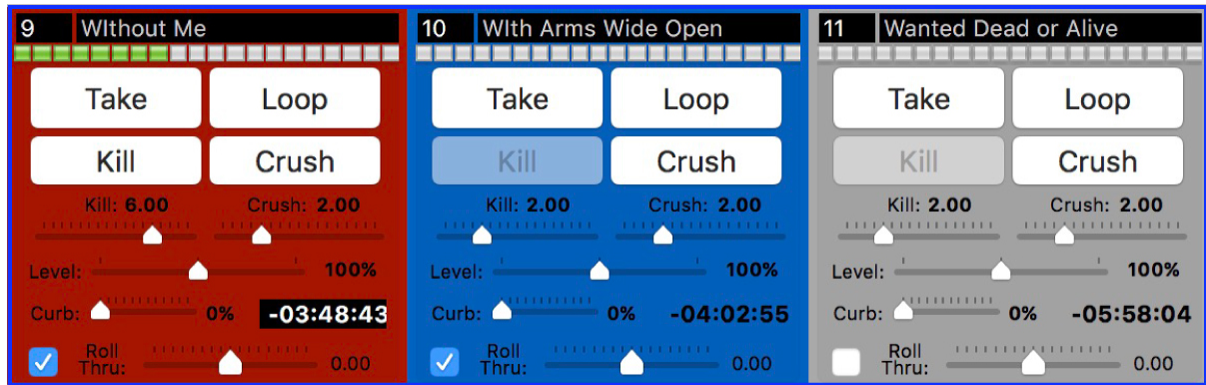 9 WIthout Me
Take Loop
Kill Crush
Kill: 6.00 Crush: 2.00
Level: 100%
Curb: 0% -03:48:43
Roll Thru: 0.00
10 WIth Arms Wide Open
Take Loop
Kill Crush
Kill: 2.00 Crush: 2.00
Level: 100%
Curb: 0% -04:02:55
Roll Thru: 0.00
11 Wanted Dead or Alive
Take Loop
Kill Crush
Kill: 2.00 Crush: 2.00
Level: 100%
Curb: 0% -05:58:04
Roll Thru: 0.00